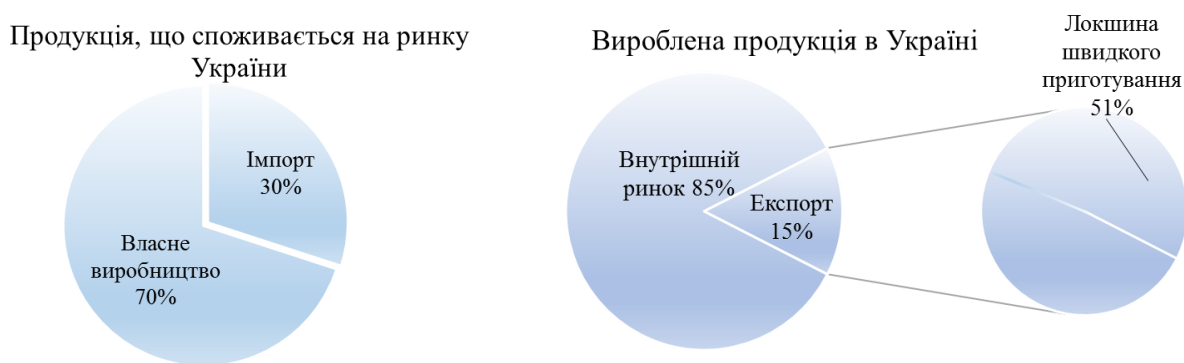 Продукція, що споживається на ринку
України
Імпорт
30%
Власне
виробництво
70%
Вироблена продукція в Україні
Внутрішній
ринок 85%
Експорт
15%
Локшина
швидкого
приготування
51%